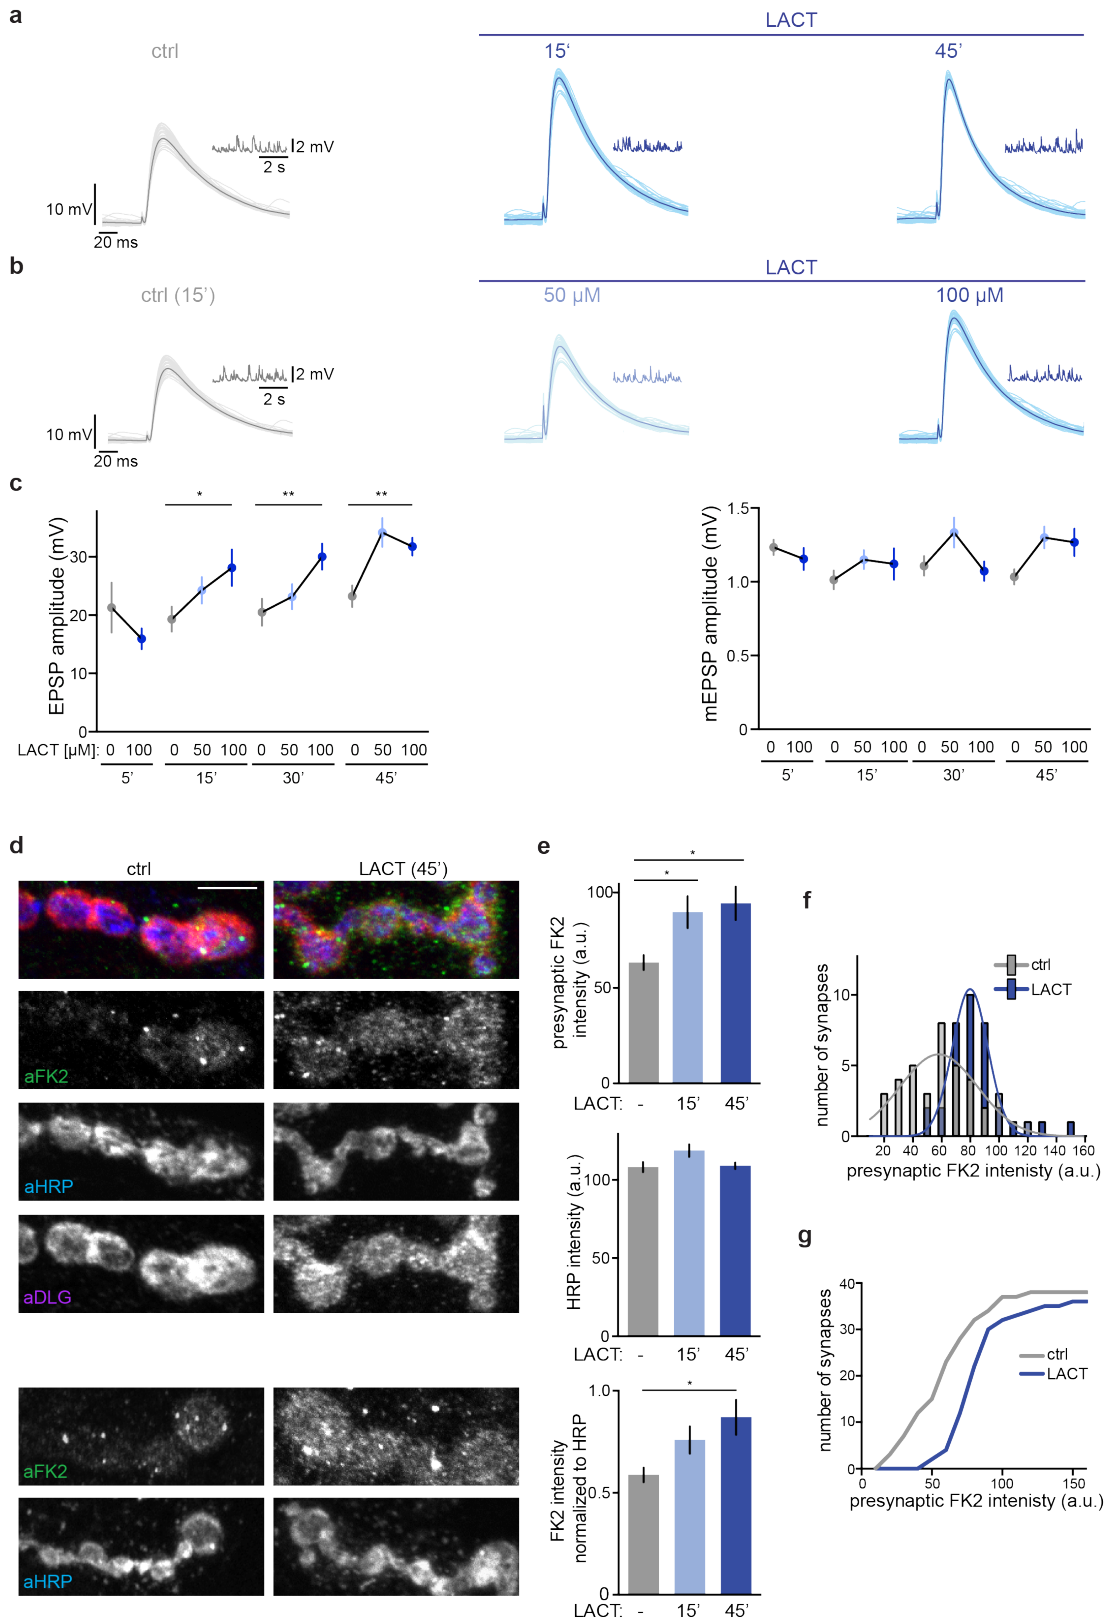 a
LACT
ctrl
15‘
45’
2 mV
2 s
10 mV
20 ms
b
LACT
ctrl (15’)
50 µM
100 µM
2 mV
2 s
10 mV
20 ms
c
EPSP amplitude (mV)
30
20
10
0
* ** **
LACT [µM]: 0 100 0 50 100 0 50 100 0 50 100
5’ 15’ 30’ 45’
mEPSP amplitude (mV)
1.5
1.0
0.5
0
0 100 0 50 100 0 50 100 0 50 100
5’ 15’ 30’ 45’
d
ctrl
LACT (45’)
aFK2
aHRP
aDLG
aFK2
aHRP
e
*
*
presynaptic FK2
intensity (a.u.)
100
50
0
LACT: - 15’ 45’
HRP intensity (a.u.)
100
50
0
LACT: - 15’ 45’
*
FK2 intensity
normalized to HRP
1.0
0.5
0
LACT: - 15’ 45’
f
ctrl
LACT
number of synapses
10
5
0
20 40 60 80 100 120 140 160
presynaptic FK2 intenisty (a.u.)
g
number of synapses
40
30
20
10
0
ctrl
LACT
0 50 100 150
presynaptic FK2 intenisty (a.u.)